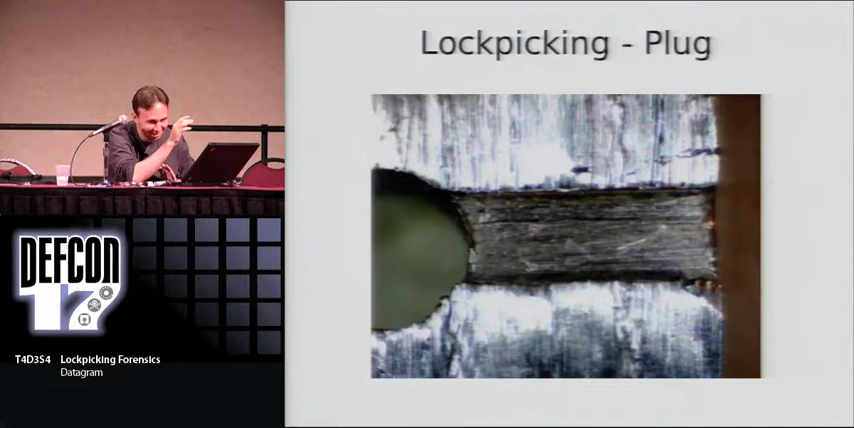 Lockpicking - Plug
DEFCON
17
T4D3S4 Lockpicking Forensics
Datagram